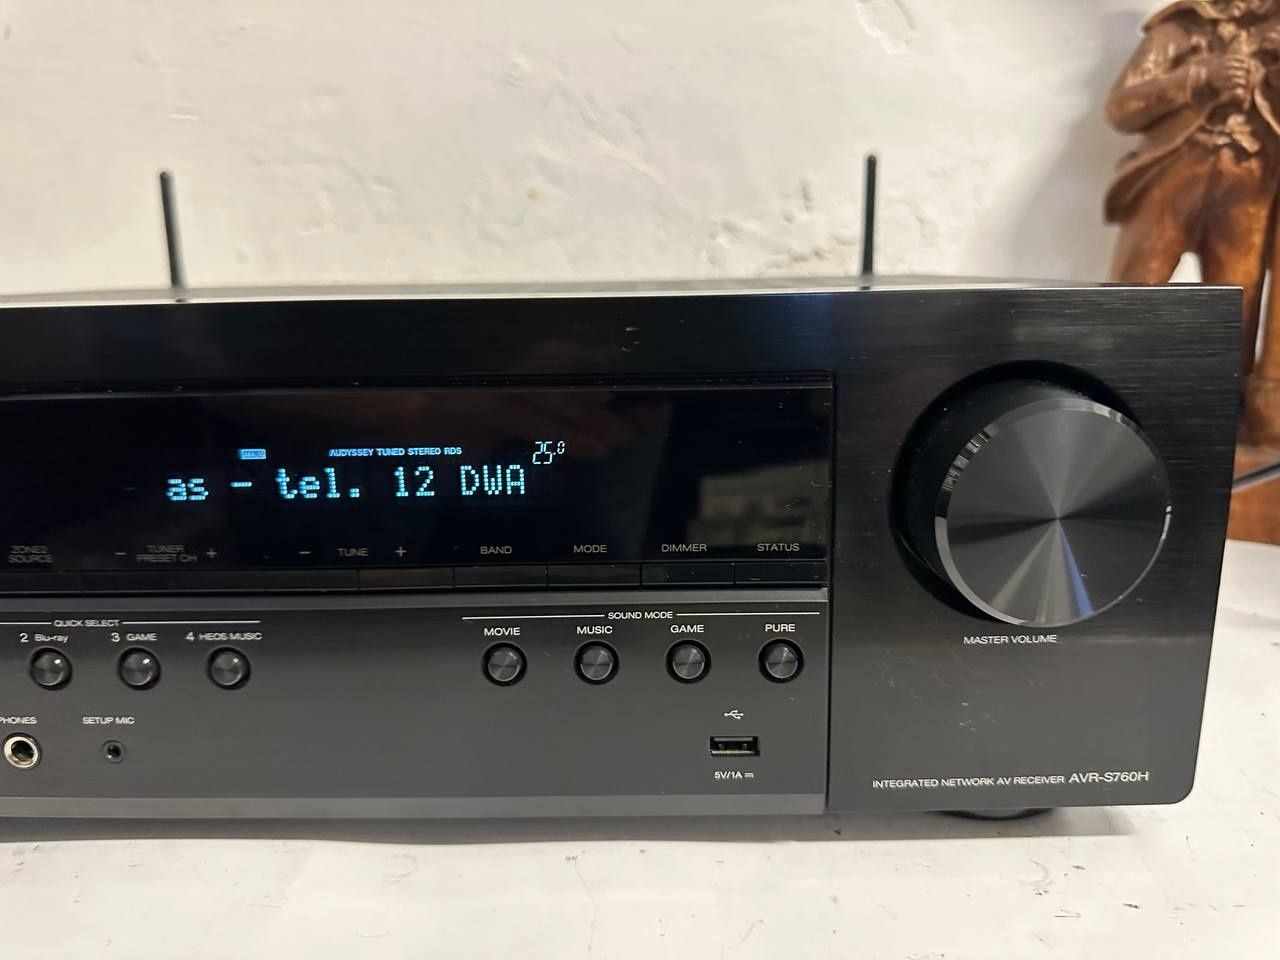 AUDYSSEY TUNED STEREO RDS
25.0
as - tel. 12 DWA
ZONE2 SOURCE
− TUNER PRESET CH +
− TUNE +
BAND
MODE
DIMMER
STATUS
QUICK SELECT
2 Blu-ray
3 GAME
4 HEOS MUSIC
SOUND MODE
MOVIE
MUSIC
GAME
PURE
MASTER VOLUME
PHONES
SETUP MIC
5V/1A
INTEGRATED NETWORK AV RECEIVER AVR-S760H